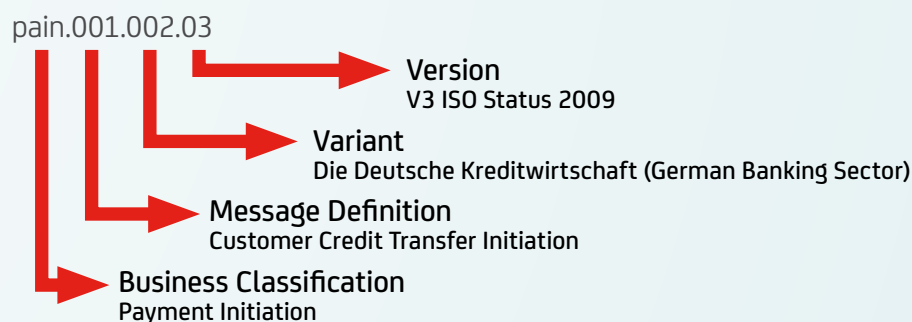 pain.001.002.03
Version
V3 ISO Status 2009
Variant
Die Deutsche Kreditwirtschaft (German Banking Sector)
Message Definition
Customer Credit Transfer Initiation
Business Classification
Payment Initiation